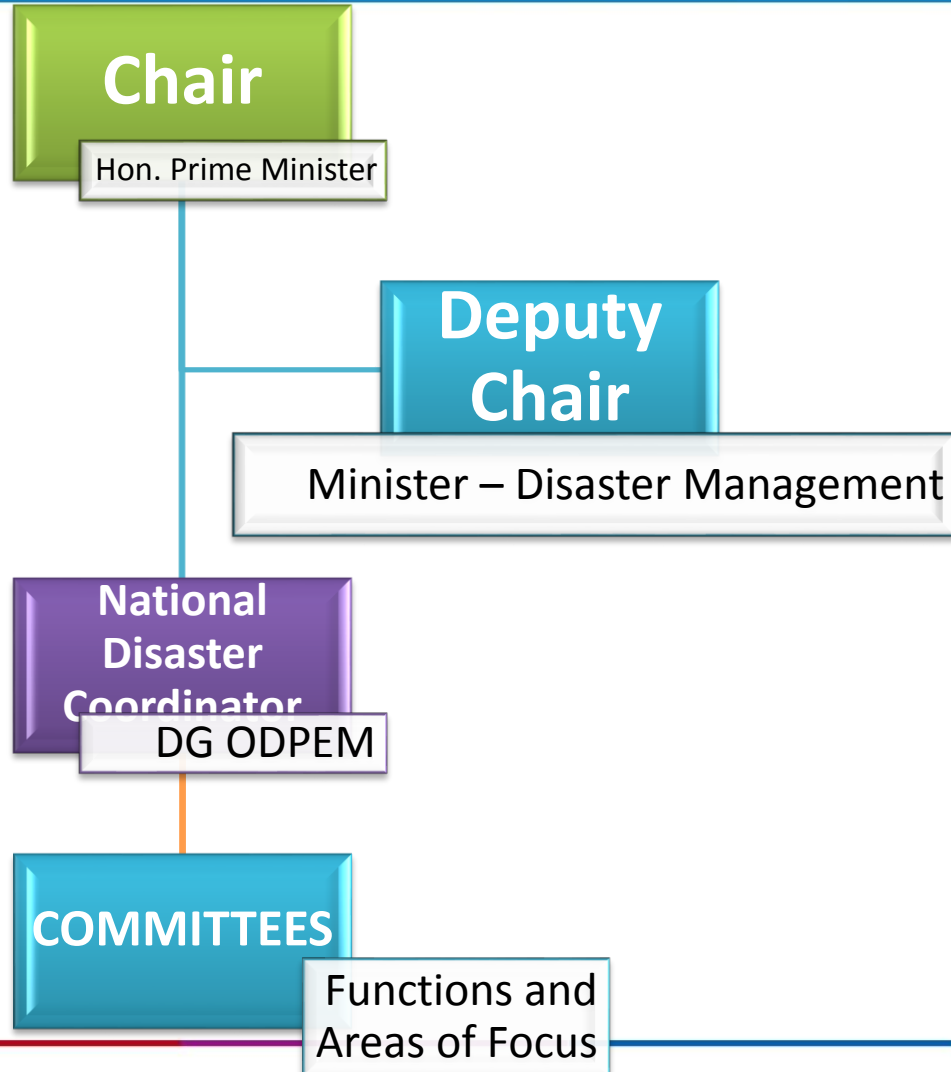 Chair
Hon. Prime Minister
Deputy
Chair
Minister – Disaster Management
National
Disaster
Coordinator
DG ODPEM
COMMITTEES
Functions and
Areas of Focus